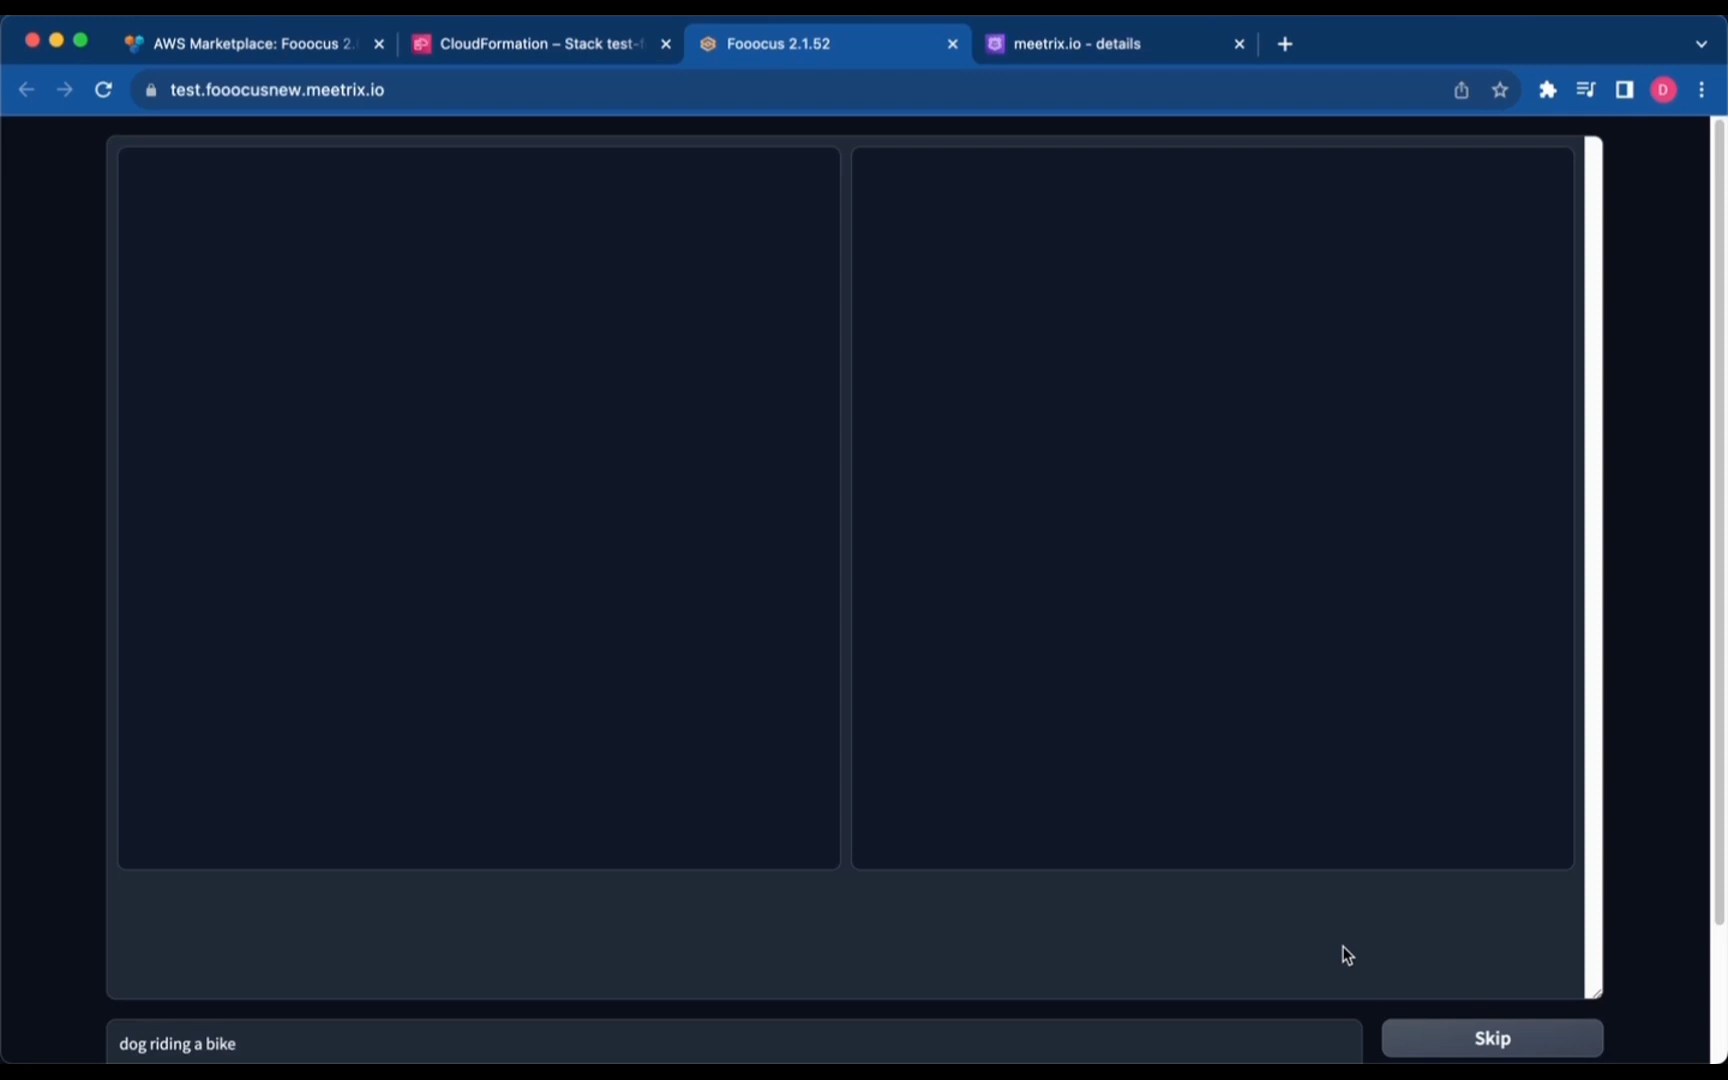 AWS Marketplace: Fooocus 2.
CloudFormation – Stack test-
Fooocus 2.1.52
meetrix.io - details
test.fooocusnew.meetrix.io
D
dog riding a bike
Skip